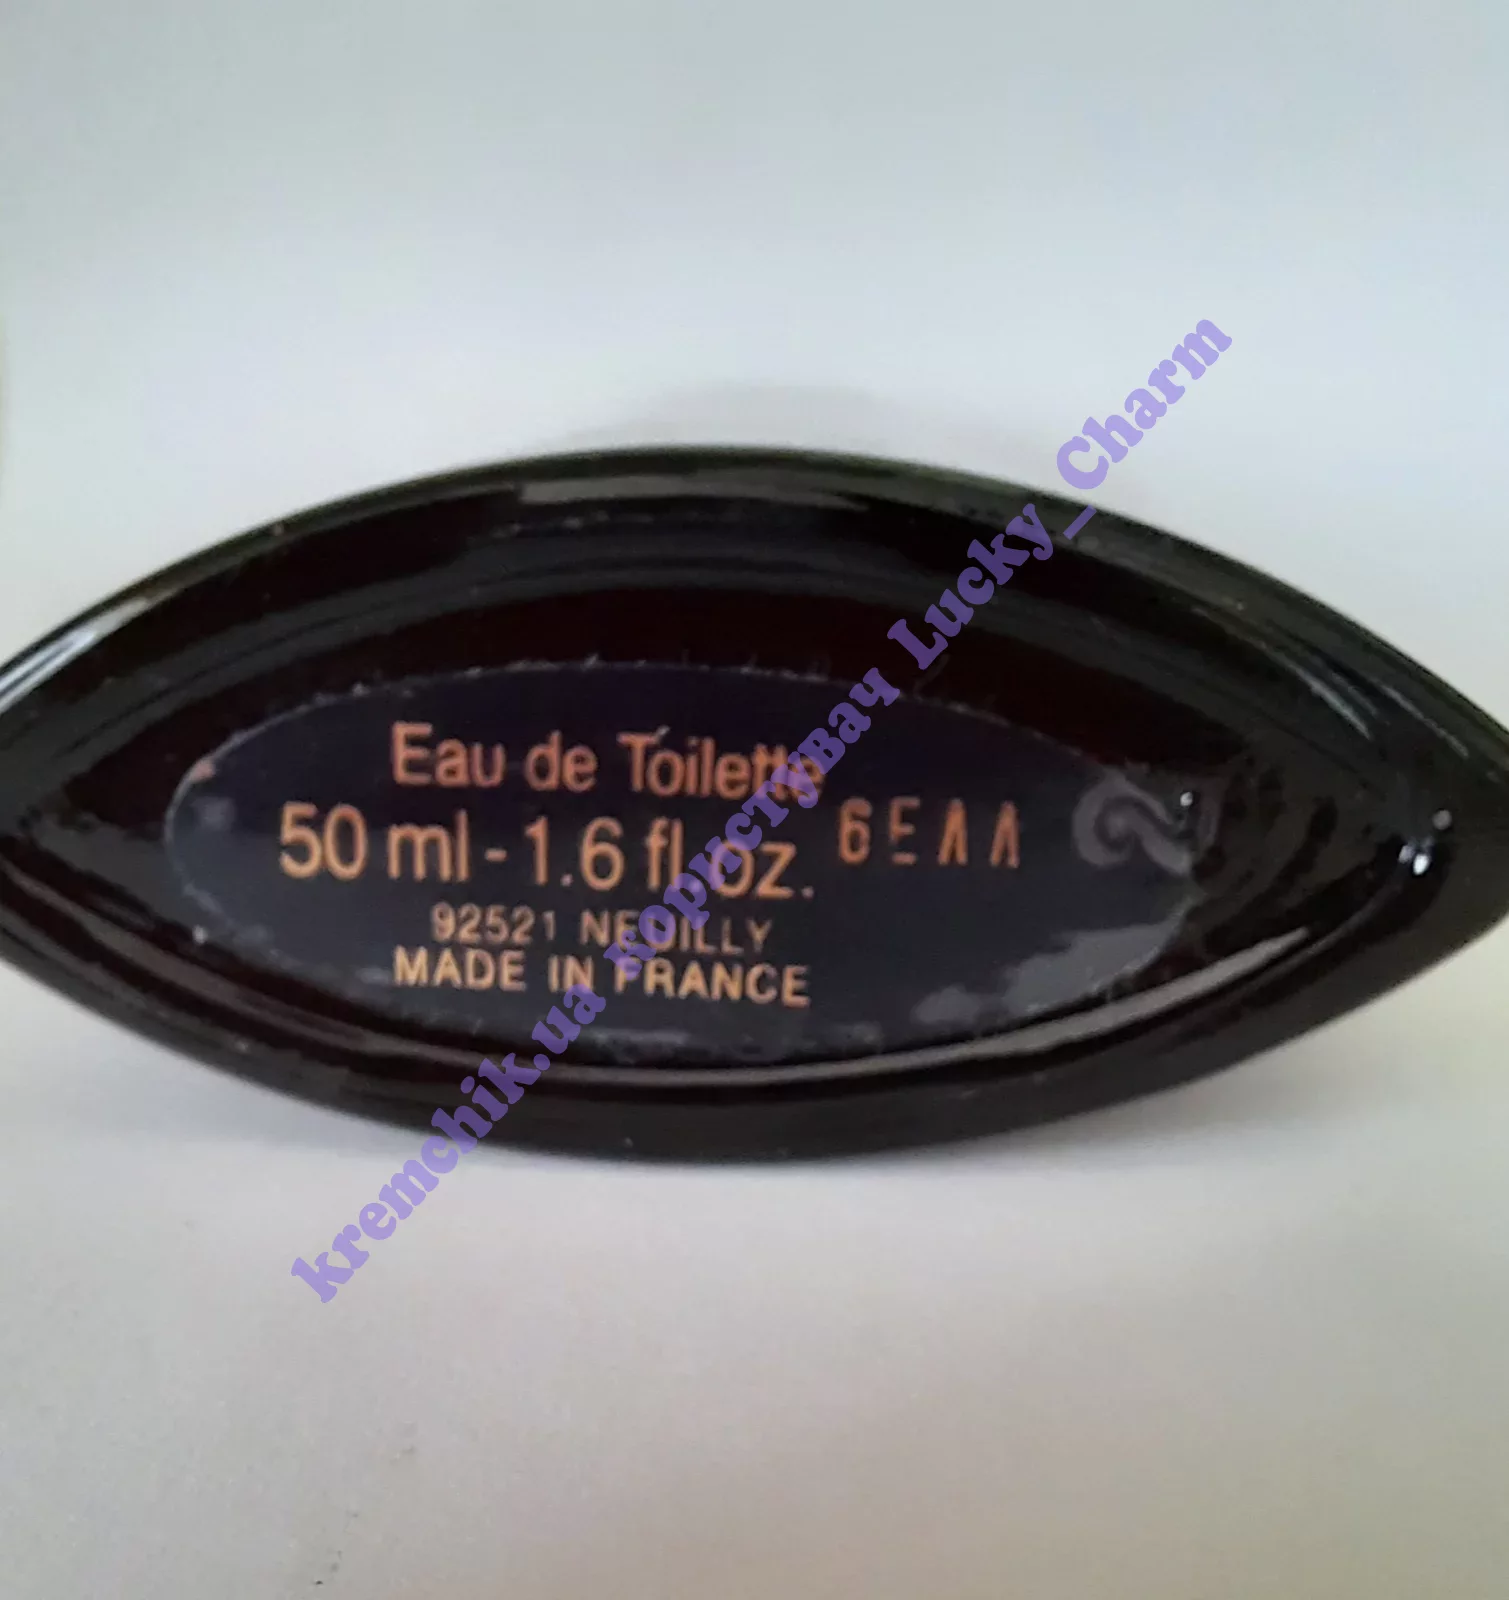 Eau de Toilette
50 ml - 1.6 fl. oz. 6EAA
92521 NEUILLY
MADE IN FRANCE
kremchik.ua користувач Lucky_Charm